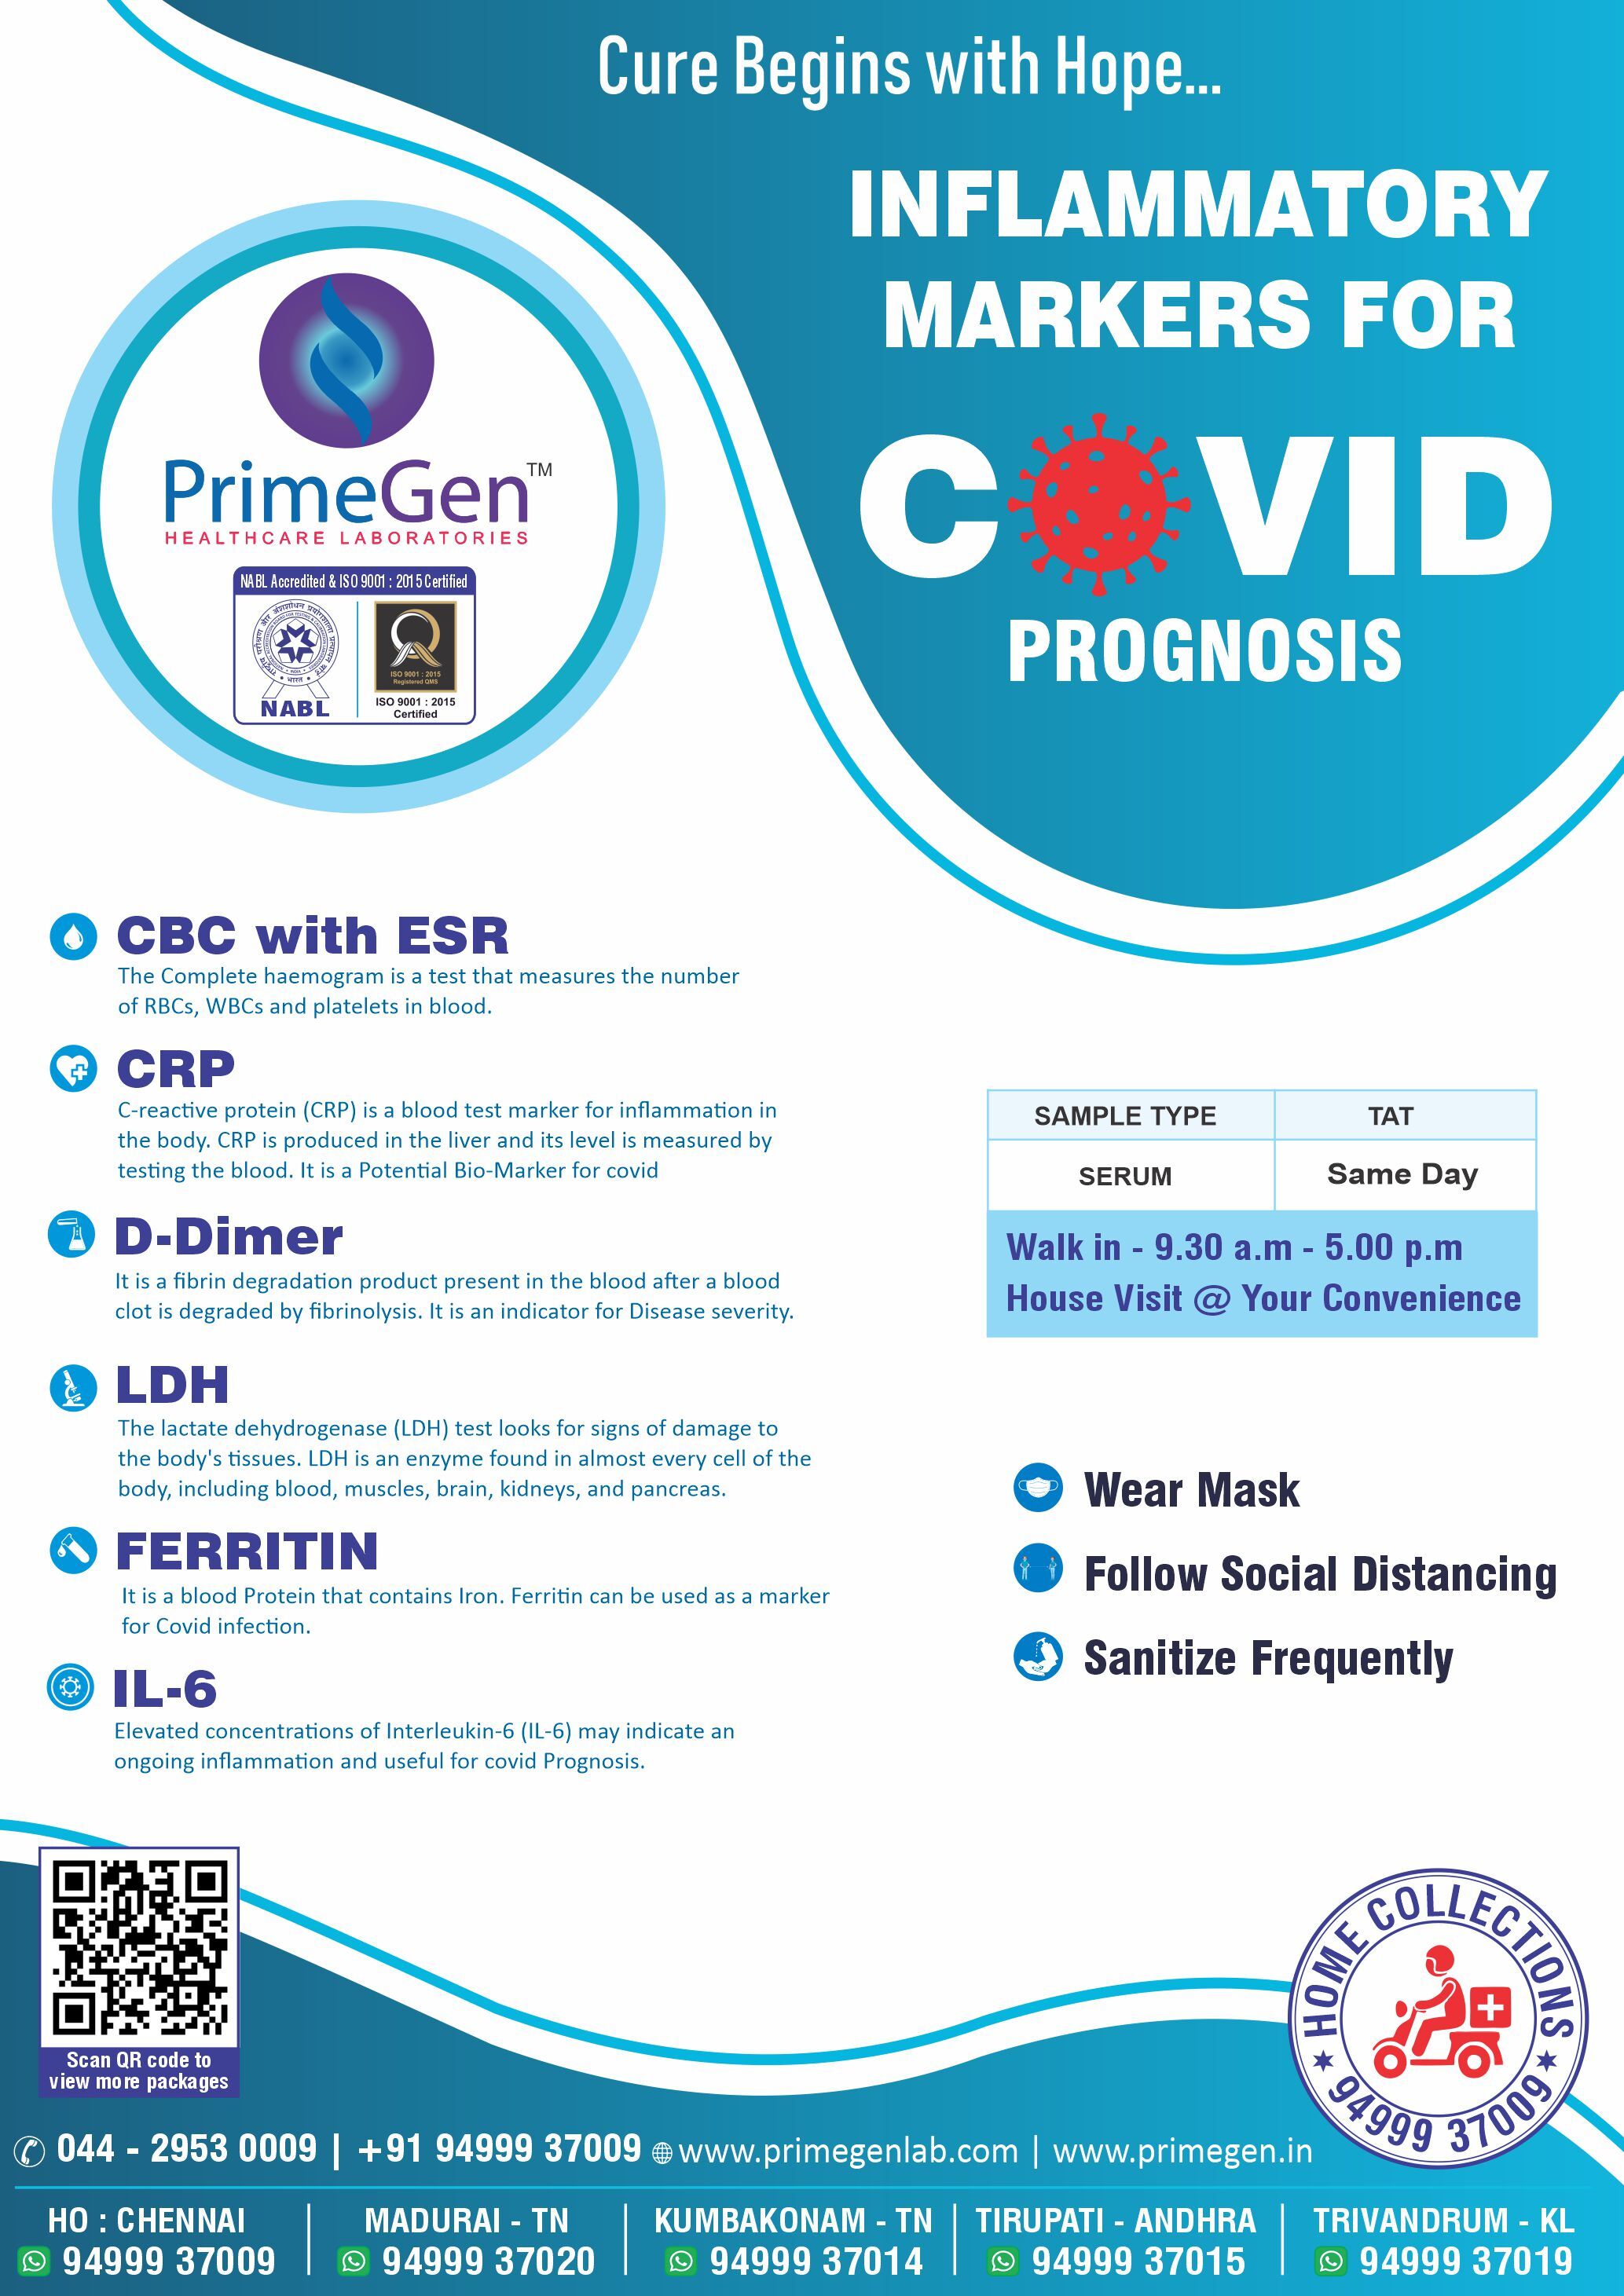 Cure Begins with Hope...
INFLAMMATORY
MARKERS FOR
COVID
PROGNOSIS
PrimeGen™
HEALTHCARE LABORATORIES
NABL Accredited & ISO 9001 : 2015 Certified
NABL
ISO 9001 : 2015
Registered QMS
ISO 9001 : 2015
Certified
CBC with ESR
The Complete haemogram is a test that measures the number
of RBCs, WBCs and platelets in blood.
CRP
C-reactive protein (CRP) is a blood test marker for inflammation in
the body. CRP is produced in the liver and its level is measured by
testing the blood. It is a Potential Bio-Marker for covid
D-Dimer
It is a fibrin degradation product present in the blood after a blood
clot is degraded by fibrinolysis. It is an indicator for Disease severity.
LDH
The lactate dehydrogenase (LDH) test looks for signs of damage to
the body's tissues. LDH is an enzyme found in almost every cell of the
body, including blood, muscles, brain, kidneys, and pancreas.
FERRITIN
It is a blood Protein that contains Iron. Ferritin can be used as a marker
for Covid infection.
IL-6
Elevated concentrations of Interleukin-6 (IL-6) may indicate an
ongoing inflammation and useful for covid Prognosis.
SAMPLE TYPE TAT
SERUM Same Day
Walk in - 9.30 a.m - 5.00 p.m
House Visit @ Your Convenience
Wear Mask
Follow Social Distancing
Sanitize Frequently
Scan QR code to
view more packages
HOME COLLECTIONS
94999 37009
044 - 2953 0009 | +91 94999 37009 www.primegenlab.com | www.primegen.in
HO : CHENNAI
94999 37009
MADURAI - TN
94999 37020
KUMBAKONAM - TN
94999 37014
TIRUPATI - ANDHRA
94999 37015
TRIVANDRUM - KL
94999 37019